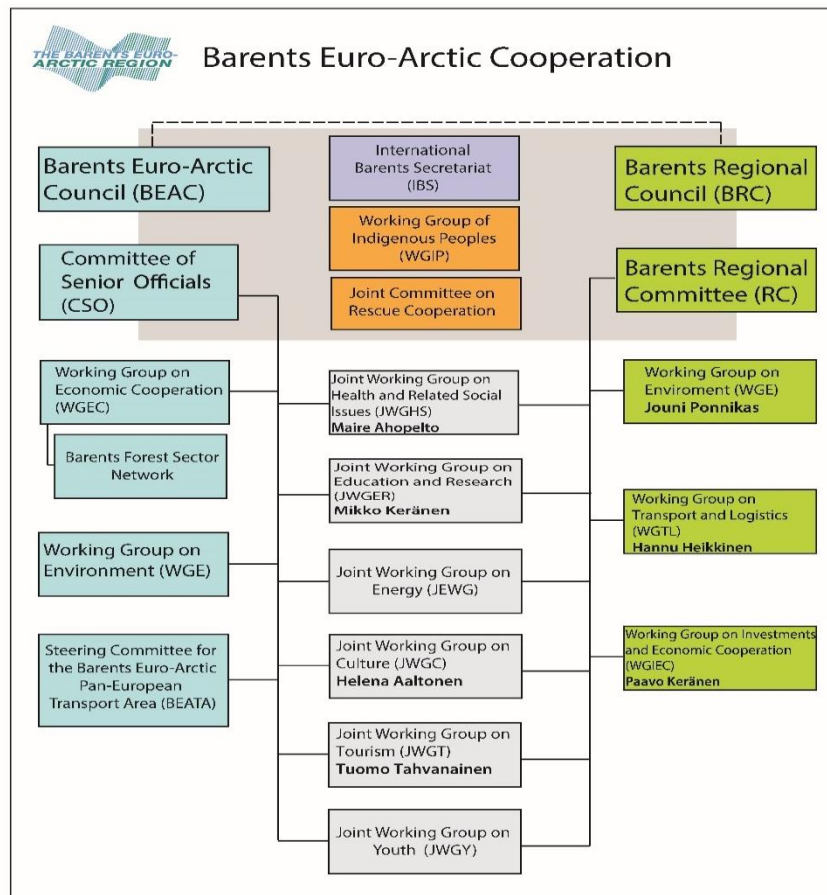 THE BARENTS EURO-
ARCTIC REGION
Barents Euro-Arctic Cooperation
Barents Euro-Arctic
Council (BEAC)
International
Barents Secretariat
(IBS)
Barents Regional
Council (BRC)
Working Group of
Indigenous Peoples
(WGIP)
Committee of
Senior Officials
(CSO)
Joint Committee on
Rescue Cooperation
Barents Regional
Committee (RC)
Working Group on
Economic Cooperation
(WGEC)
Barents Forest Sector
Network
Working Group on
Environment (WGE)
Steering Committee for
the Barents Euro-Arctic
Pan-European
Transport Area (BEATA)
Joint Working Group on
Health and Related Social
Issues (JWGHS)
Maire Ahopelto
Joint Working Group on
Education and Research
(JWGER)
Mikko Keränen
Joint Working Group on
Energy (JEWG)
Joint Working Group on
Culture (JWGC)
Helena Aaltonen
Joint Working Group on
Tourism (JWGT)
Tuomo Tahvanainen
Joint Working Group on
Youth (JWGY)
Working Group on
Enviroment (WGE)
Jouni Ponnikas
Working Group on
Transport and Logistics
(WGTL)
Hannu Heikkinen
Working Group on Investments
and Economic Cooperation
(WGIEC)
Paavo Keränen